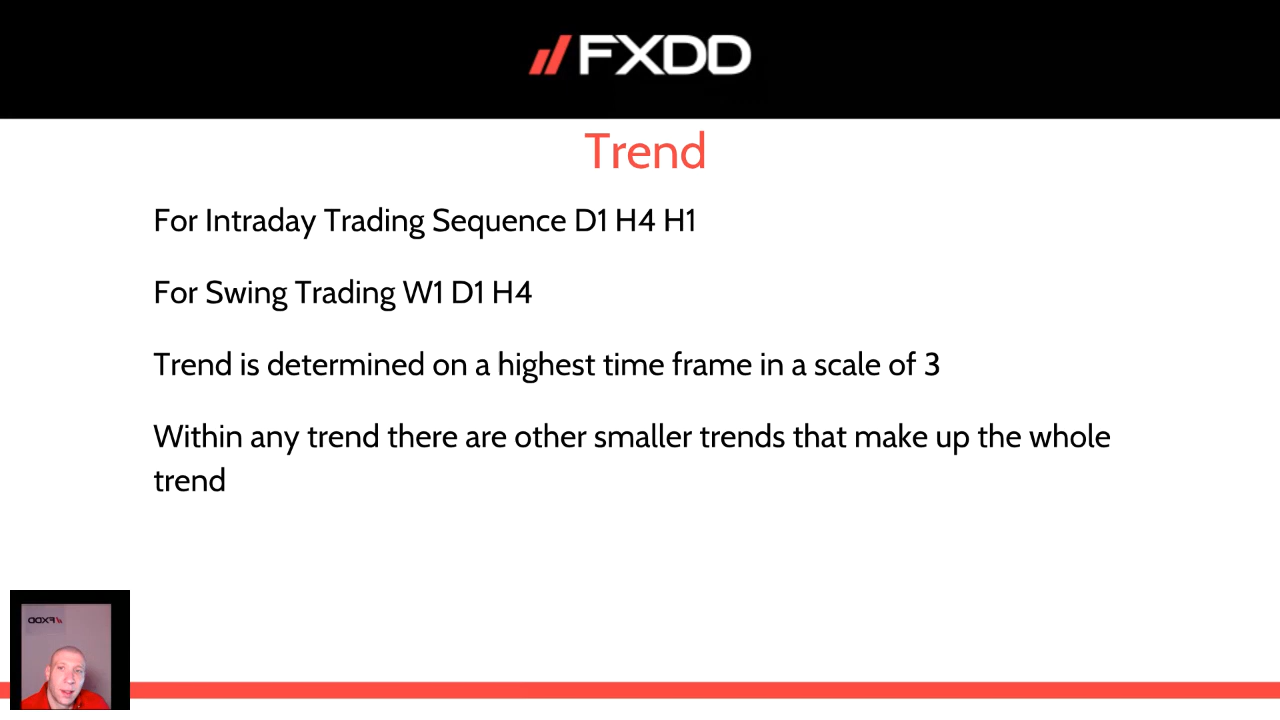 FXDD
Trend
For Intraday Trading Sequence D1 H4 H1
For Swing Trading W1 D1 H4
Trend is determined on a highest time frame in a scale of 3
Within any trend there are other smaller trends that make up the whole
trend
FXDD